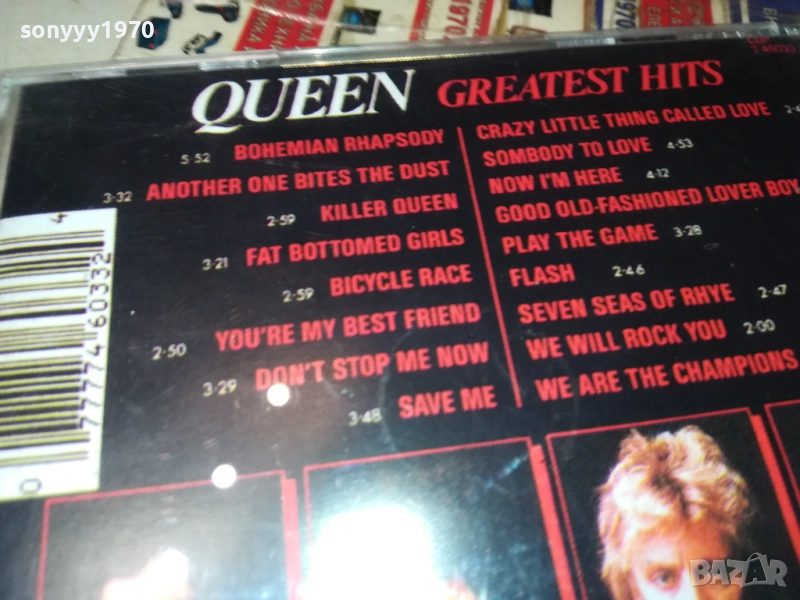 sonyyy1970
QUEEN GREATEST HITS
5·52 BOHEMIAN RHAPSODY
3·32 ANOTHER ONE BITES THE DUST
2·59 KILLER QUEEN
3·21 FAT BOTTOMED GIRLS
2·59 BICYCLE RACE
2·50 YOU'RE MY BEST FRIEND
3·29 DON'T STOP ME NOW
3·48 SAVE ME
CRAZY LITTLE THING CALLED LOVE
SOMBODY TO LOVE 4·53
NOW I'M HERE 4·12
GOOD OLD-FASHIONED LOVER BOY
PLAY THE GAME 3·28
FLASH 2·46
SEVEN SEAS OF RHYE 2·47
WE WILL ROCK YOU 2·00
WE ARE THE CHAMPIONS
0 77774 60332 4
BAZAR